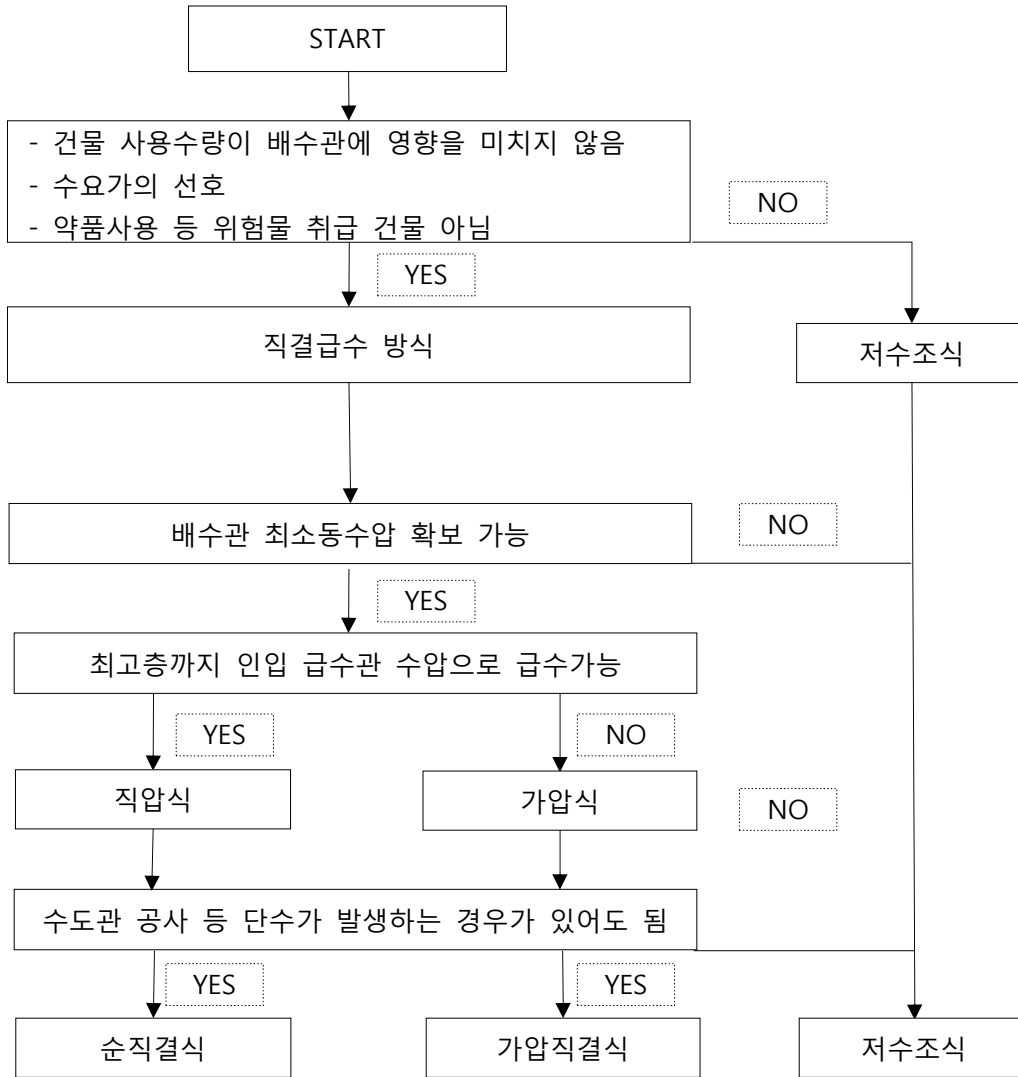 START
- 건물 사용수량이 배수관에 영향을 미치지 않음
- 수요가의 선호
- 약품사용 등 위험물 취급 건물 아님
NO
YES
직결급수 방식
저수조식
배수관 최소동수압 확보 가능
NO
YES
최고층까지 인입 급수관 수압으로 급수가능
YES
NO
직압식
가압식
NO
수도관 공사 등 단수가 발생하는 경우가 있어도 됨
YES
YES
순직결식
가압직결식
저수조식